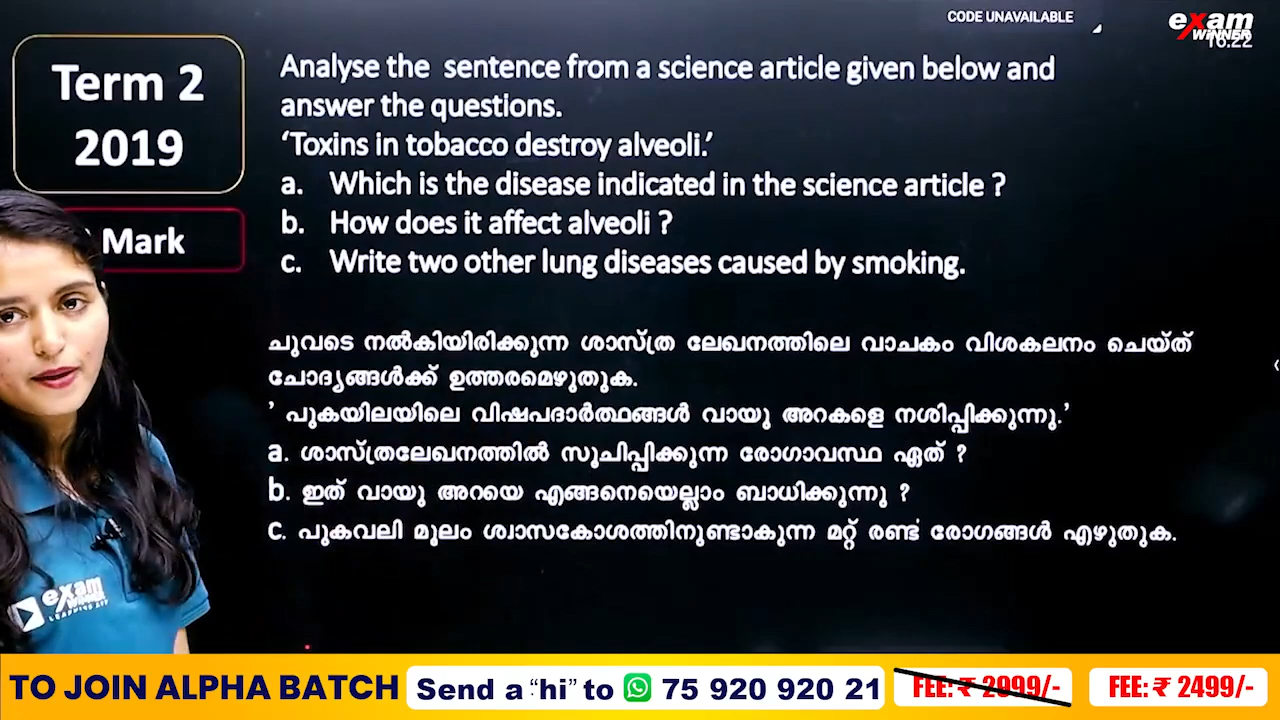 CODE UNAVAILABLE
exam
WINNER
16:22
Term 2
2019
Mark
Analyse the sentence from a science article given below and
answer the questions.
‘Toxins in tobacco destroy alveoli.’
a. Which is the disease indicated in the science article ?
b. How does it affect alveoli ?
c. Write two other lung diseases caused by smoking.
ചുവടെ നൽകിയിരിക്കുന്ന ശാസ്ത്ര ലേഖനത്തിലെ വാചകം വിശകലനം ചെയ്ത്
ചോദ്യങ്ങൾക്ക് ഉത്തരമെഴുതുക.
’ പുകയിലയിലെ വിഷപദാർത്ഥങ്ങൾ വായു അറകളെ നശിപ്പിക്കുന്നു.’
a. ശാസ്ത്രലേഖനത്തിൽ സൂചിപ്പിക്കുന്ന രോഗാവസ്ഥ ഏത് ?
b. ഇത് വായു അറയെ എങ്ങനെയെല്ലാം ബാധിക്കുന്നു ?
c. പുകവലി മൂലം ശ്വാസകോശത്തിനുണ്ടാകുന്ന മറ്റ് രണ്ട് രോഗങ്ങൾ എഴുതുക.
exam
WINNER
LEARNING APP
TO JOIN ALPHA BATCH Send a “hi” to 75 920 920 21 FEE: ₹ 2999/- FEE: ₹ 2499/-